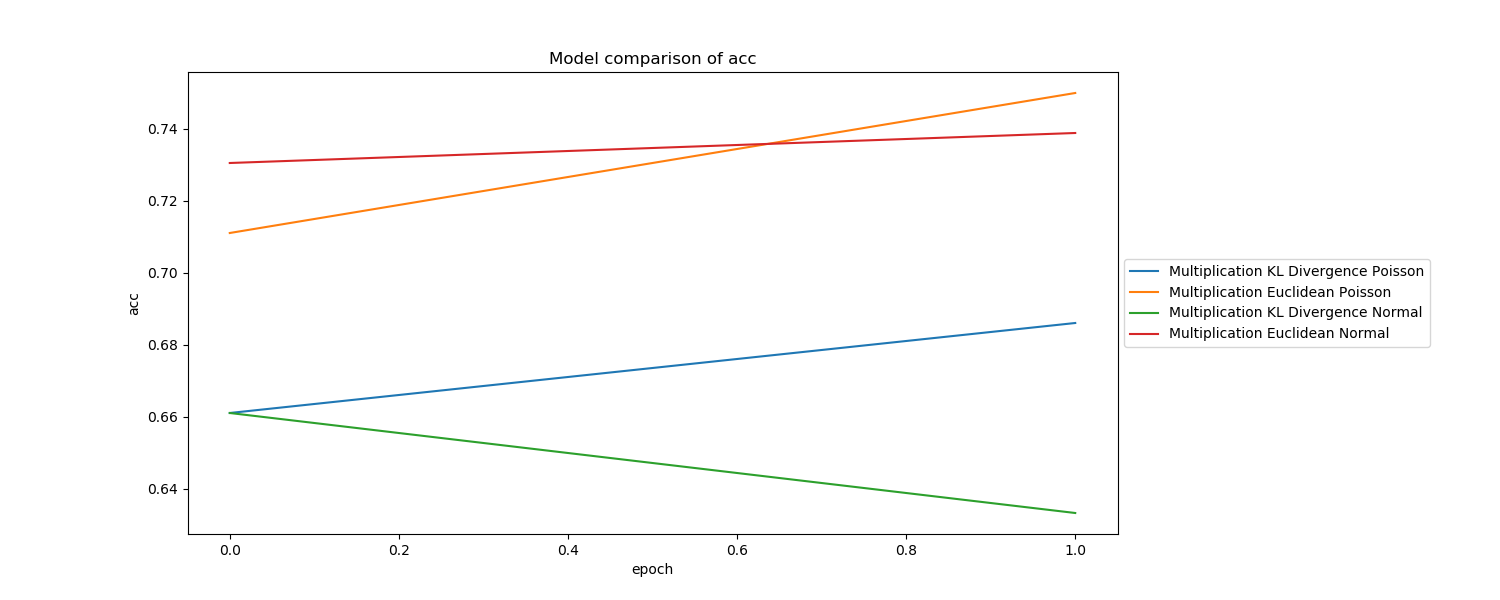 Model comparison of acc
0.74
0.72
0.70
0.68
0.66
0.64
acc
0.0 0.2 0.4 0.6 0.8 1.0
epoch
Multiplication KL Divergence Poisson
Multiplication Euclidean Poisson
Multiplication KL Divergence Normal
Multiplication Euclidean Normal